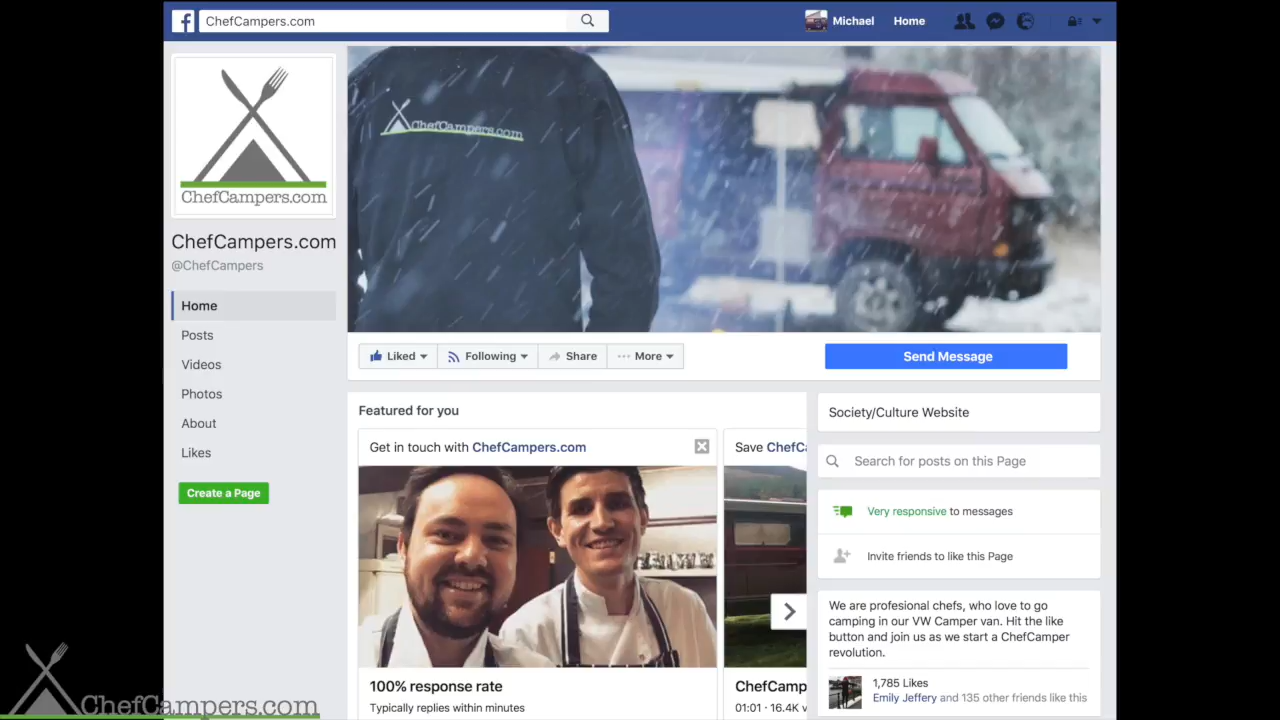 ChefCampers.com
Michael
Home
ChefCampers.com
ChefCampers.com
ChefCampers.com
@ChefCampers
Home
Posts
Videos
Photos
About
Likes
Create a Page
Liked
Following
Share
More
Send Message
Featured for you
Get in touch with ChefCampers.com
100% response rate
Typically replies within minutes
Save ChefCa
ChefCamp
01:01 · 16.4K v
Society/Culture Website
Search for posts on this Page
Very responsive to messages
Invite friends to like this Page
We are profesional chefs, who love to go
camping in our VW Camper van. Hit the like
button and join us as we start a ChefCamper
revolution.
1,785 Likes
Emily Jeffery and 135 other friends like this
ChefCampers.com